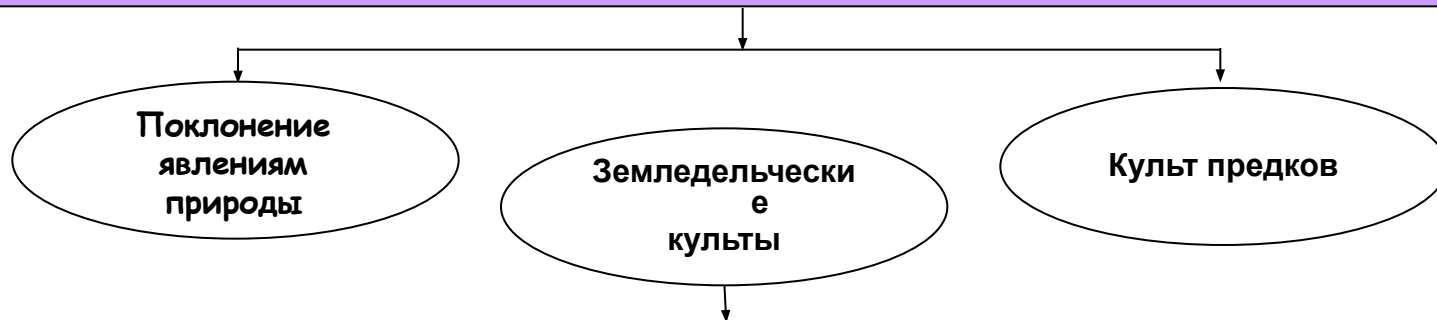 Поклонение
явлениям
природы
Земледельчески
е
культы
Культ предков